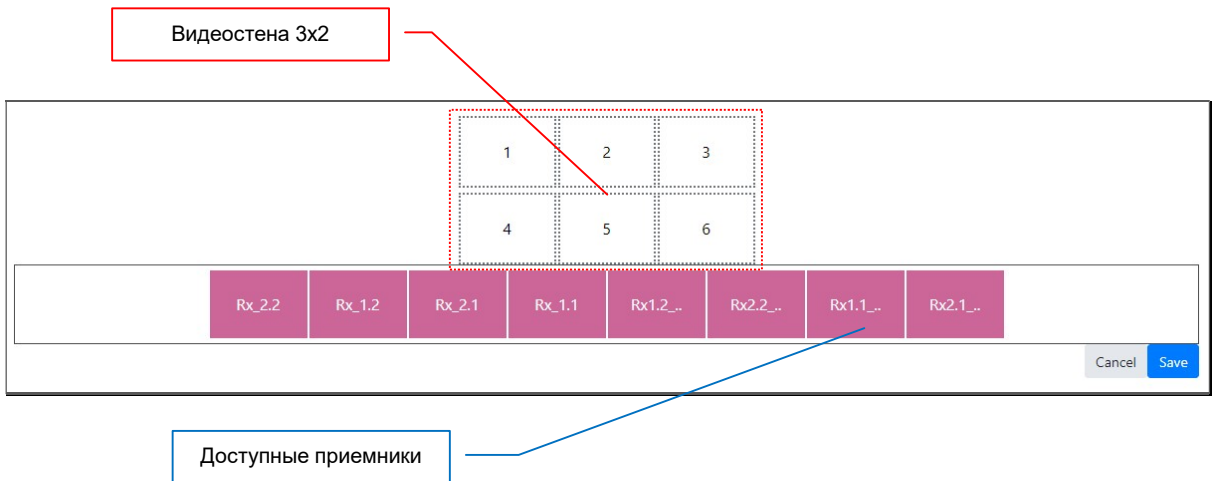 Видеостена 3x2
1 2 3
4 5 6
Rx_2.2 Rx_1.2 Rx_2.1 Rx_1.1 Rx1.2_.. Rx2.2_.. Rx1.1_.. Rx2.1_..
Cancel Save
Доступные приемники